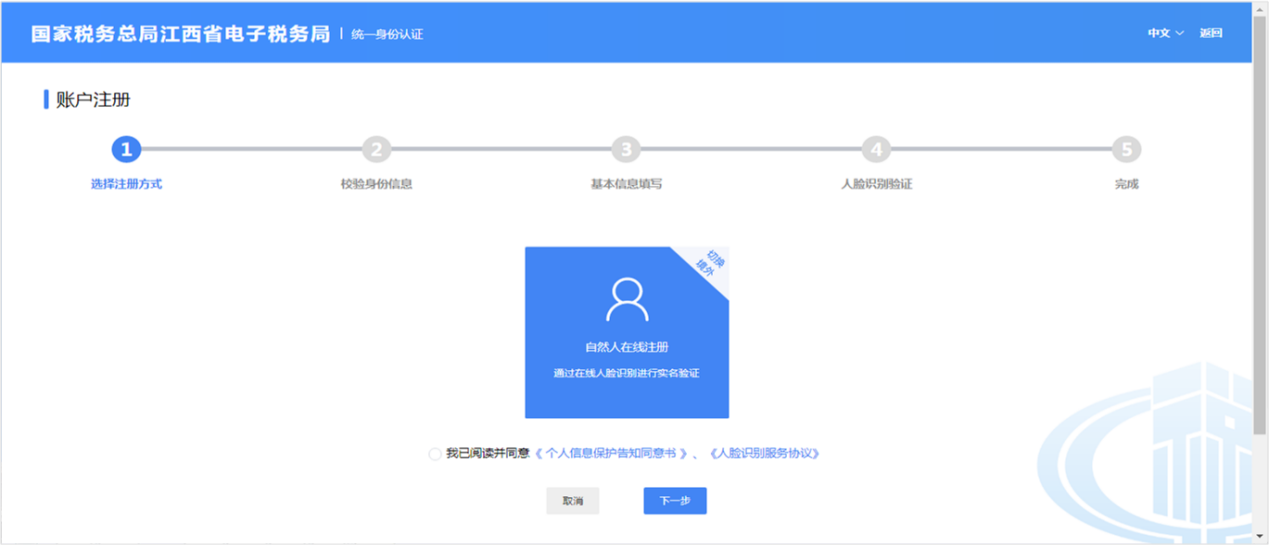 国家税务总局江西省电子税务局 统一身份认证 中文 返回
账户注册
1 2 3 4 5
选择注册方式 校验身份信息 基本信息填写 人脸识别验证 完成
切换
境外
自然人在线注册
通过在线人脸识别进行实名验证
我已阅读并同意《 个人信息保护告知同意书 》、《人脸识别服务协议》
取消 下一步